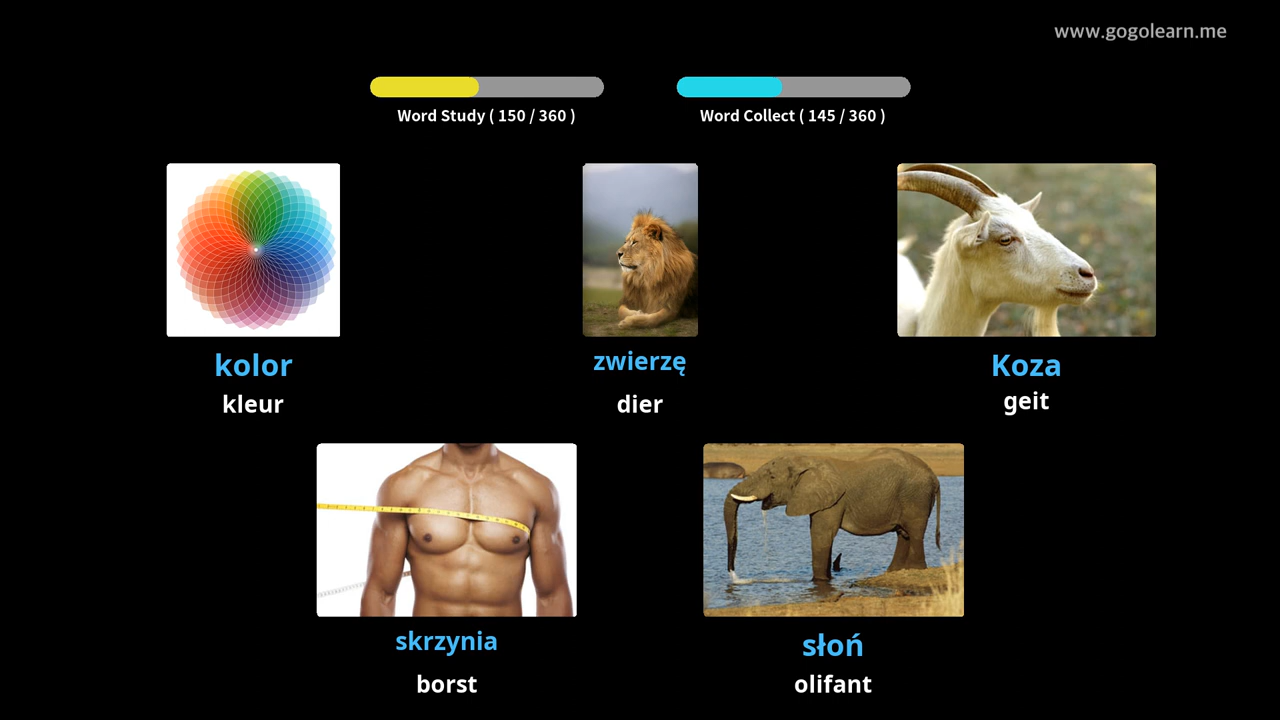 www.gogolearn.me
Word Study ( 150 / 360 )
Word Collect ( 145 / 360 )
kolor
kleur
zwierzę
dier
Koza
geit
skrzynia
borst
słoń
olifant